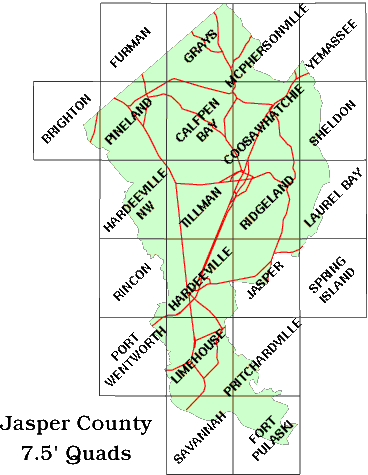 FURMAN
GRAYS
MCPHERSONVILLE
YEMASSEE
BRIGHTON
PINELAND
CALFPEN
BAY
COOSAWHATCHIE
SHELDON
HARDEEVILLE
NW
TILLMAN
RIDGELAND
LAUREL BAY
RINCON
HARDEEVILLE
JASPER
SPRING
ISLAND
PORT
WENTWORTH
LIMEHOUSE
PRITCHARDVILLE
SAVANNAH
FORT
PULASKI
Jasper County
7.5' Quads